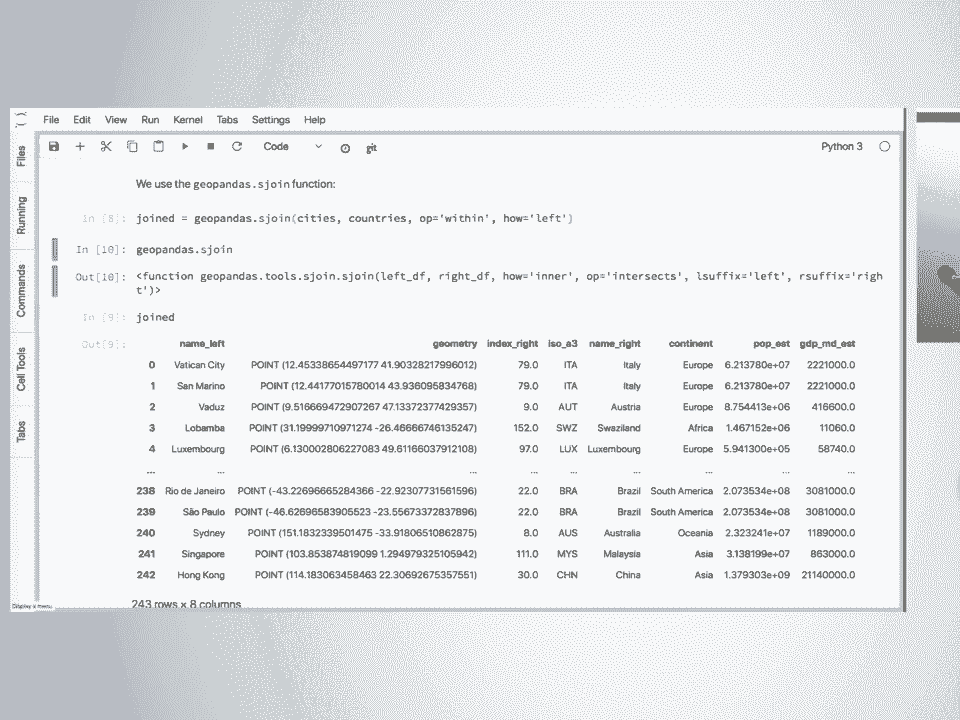 File Edit View Run Kernel Tabs Settings Help
Code git Python 3
Files
Running
Commands
Cell Tools
Tabs
We use the geopandas.sjoin function:
In [8]: joined = geopandas.sjoin(cities, countries, op='within', how='left')
In [10]: geopandas.sjoin
Out[10]: <function geopandas.tools.sjoin.sjoin(left_df, right_df, how='inner', op='intersects', lsuffix='left', rsuffix='righ
t')>
In [9]: joined
Out[9]: name_left geometry index_right iso_a3 name_right continent pop_est gdp_md_est
0 Vatican City POINT (12.45338654497177 41.90328217996012) 79.0 ITA Italy Europe 6.213780e+07 2221000.0
1 San Marino POINT (12.44177015780014 43.936095834768) 79.0 ITA Italy Europe 6.213780e+07 2221000.0
2 Vaduz POINT (9.516669472907267 47.13372377429357) 9.0 AUT Austria Europe 8.754413e+06 416600.0
3 Lobamba POINT (31.19999710971274 -26.46666746135247) 152.0 SWZ Swaziland Africa 1.467152e+06 11060.0
4 Luxembourg POINT (6.130002806227083 49.61166037912108) 97.0 LUX Luxembourg Europe 5.941300e+05 58740.0
... ... ... ... ... ... ... ... ...
238 Rio de Janeiro POINT (-43.22696665284366 -22.92307731561596) 22.0 BRA Brazil South America 2.073534e+08 3081000.0
239 São Paulo POINT (-46.62696583905523 -23.55673372837896) 22.0 BRA Brazil South America 2.073534e+08 3081000.0
240 Sydney POINT (151.1832339501475 -33.91806510862875) 8.0 AUS Australia Oceania 2.323241e+07 1189000.0
241 Singapore POINT (103.853874819099 1.294979325105942) 111.0 MYS Malaysia Asia 3.138199e+07 863000.0
242 Hong Kong POINT (114.183063458463 22.30692675357551) 30.0 CHN China Asia 1.379303e+09 21140000.0
243 rows x 8 columns
Display a menu